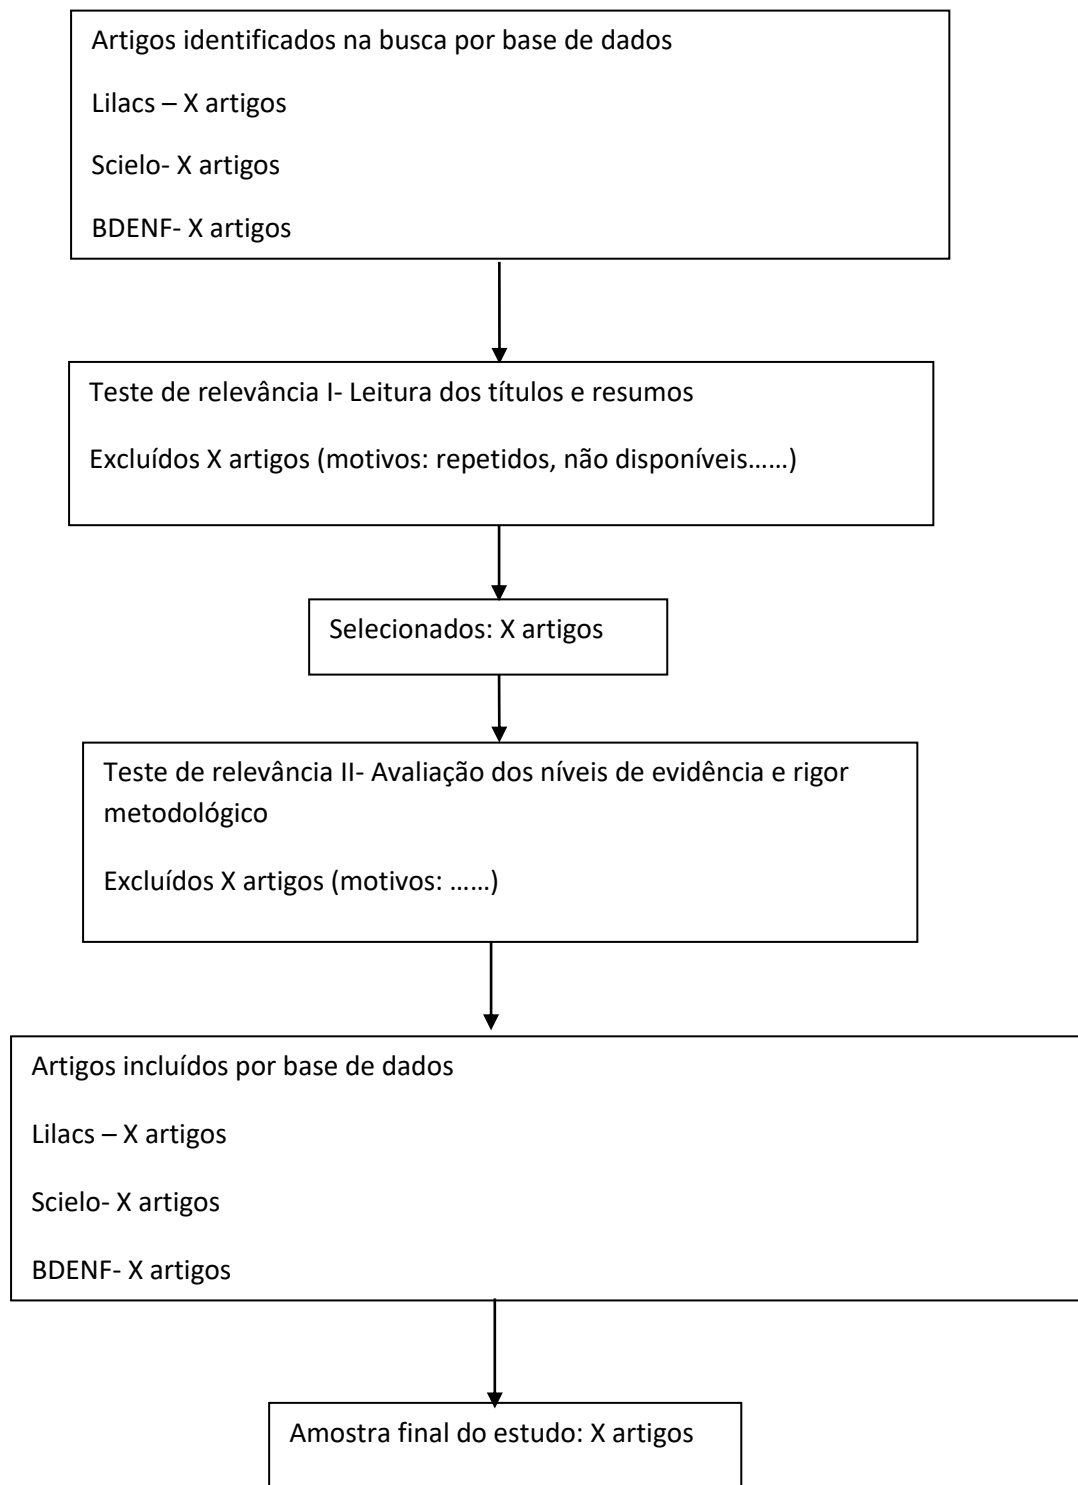 Artigos identificados na busca por base de dados
Lilacs – X artigos
Scielo- X artigos
BDENF- X artigos
Teste de relevância I- Leitura dos títulos e resumos
Excluídos X artigos (motivos: repetidos, não disponíveis......)
Selecionados: X artigos
Teste de relevância II- Avaliação dos níveis de evidência e rigor
metodológico
Excluídos X artigos (motivos: ......)
Artigos incluídos por base de dados
Lilacs – X artigos
Scielo- X artigos
BDENF- X artigos
Amostra final do estudo: X artigos